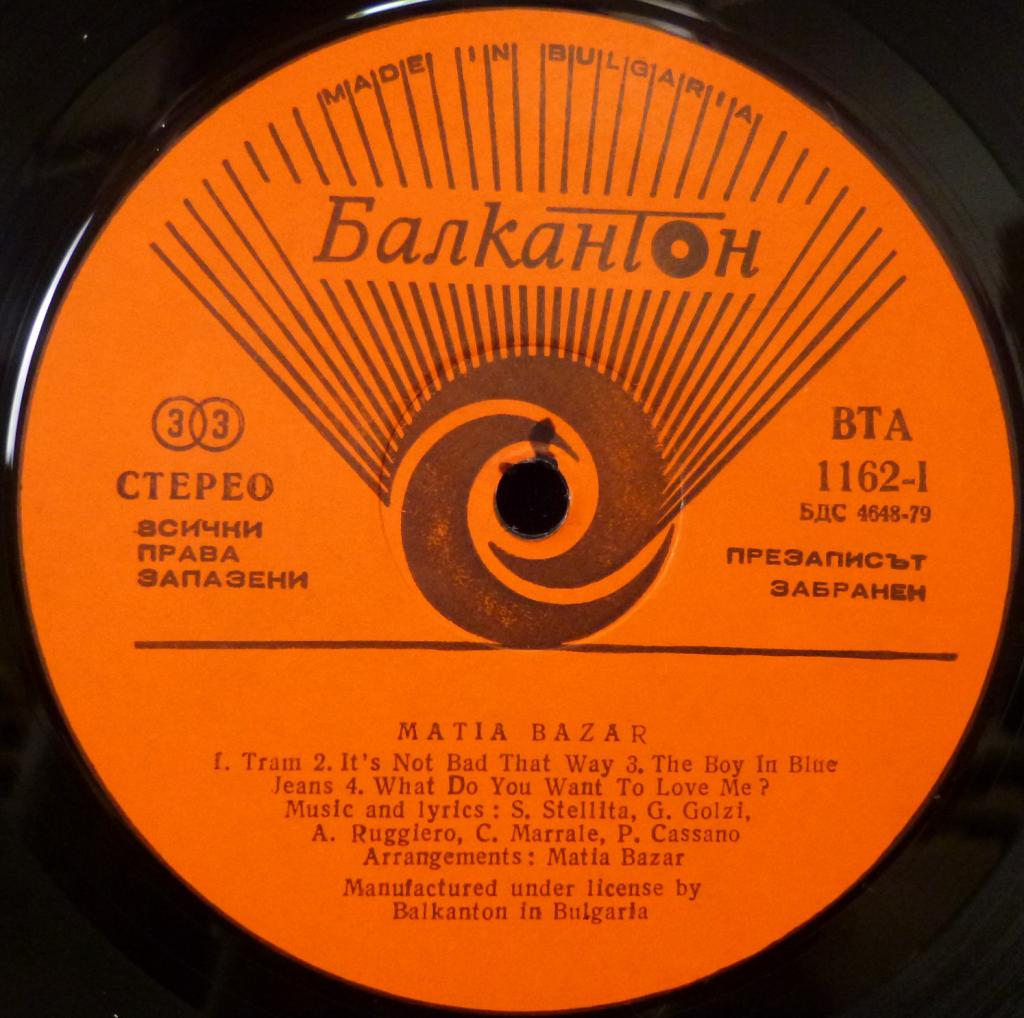 MADE IN BULGARIA
Балкантон
33
СТЕРЕО
ВСИЧКИ
ПРАВА
ЗАПАЗЕНИ
ВТА
1162-I
БДС 4648-79
ПРЕЗАПИСЪТ
ЗАБРАНЕН
MATIA BAZAR
1. Tram 2. It's Not Bad That Way 3. The Boy In Blue
Jeans 4. What Do You Want To Love Me?
Music and lyrics: S. Stellita, G. Golzi,
A. Ruggiero, C. Marrale, P. Cassano
Arrangements: Matia Bazar
Manufactured under license by
Balkanton in Bulgaria